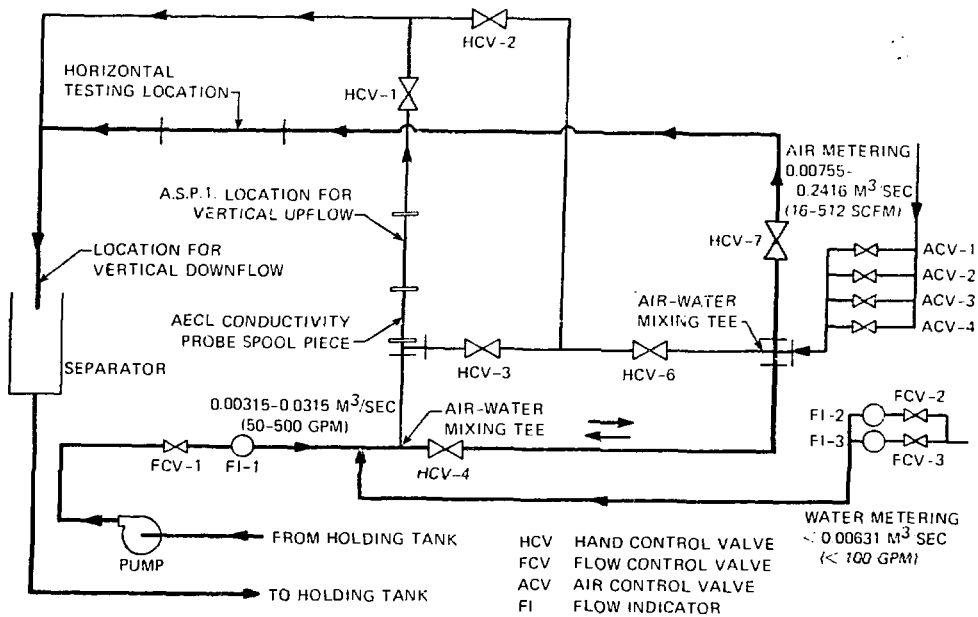 HCV-2
HORIZONTAL
TESTING LOCATION
HCV-1
AIR METERING
0.00755-
0.2416 M³/SEC
(16-512 SCFM)
A.S.P.I. LOCATION FOR
VERTICAL UPFLOW
HCV-7
LOCATION FOR
VERTICAL DOWNFLOW
ACV-1
ACV-2
ACV-3
ACV-4
AIR-WATER
MIXING TEE
AECL CONDUCTIVITY
PROBE SPOOL PIECE
HCV-3
HCV-6
SEPARATOR
0.00315-0.0315 M³/SEC
(50-500 GPM)
AIR-WATER
MIXING TEE
FCV-2
FI-2
FI-3
FCV-3
FCV-1
FI-1
HCV-4
FROM HOLDING TANK
PUMP
TO HOLDING TANK
WATER METERING
< 0.00631 M³ SEC
(< 100 GPM)
HCV HAND CONTROL VALVE
FCV FLOW CONTROL VALVE
ACV AIR CONTROL VALVE
FI FLOW INDICATOR